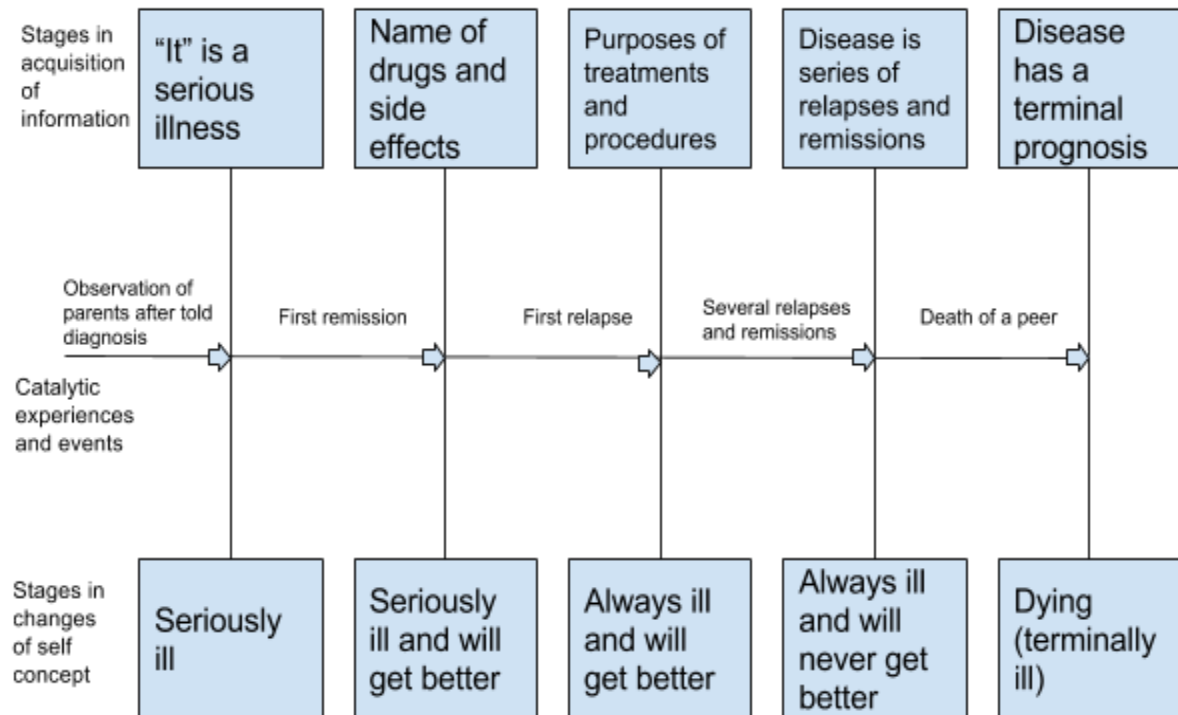 Stages in
acquisition
of
information
“It” is a
serious
illness
Name of
drugs and
side
effects
Purposes of
treatments
and
procedures
Disease is
series of
relapses and
remissions
Disease
has a
terminal
prognosis
Observation of
parents after told
diagnosis
First remission
First relapse
Several relapses
and remissions
Death of a peer
Catalytic
experiences
and events
Stages in
changes
of self
concept
Seriously
ill
Seriously
ill and will
get better
Always ill
and will
get better
Always ill
and will
never get
better
Dying
(terminally
ill)